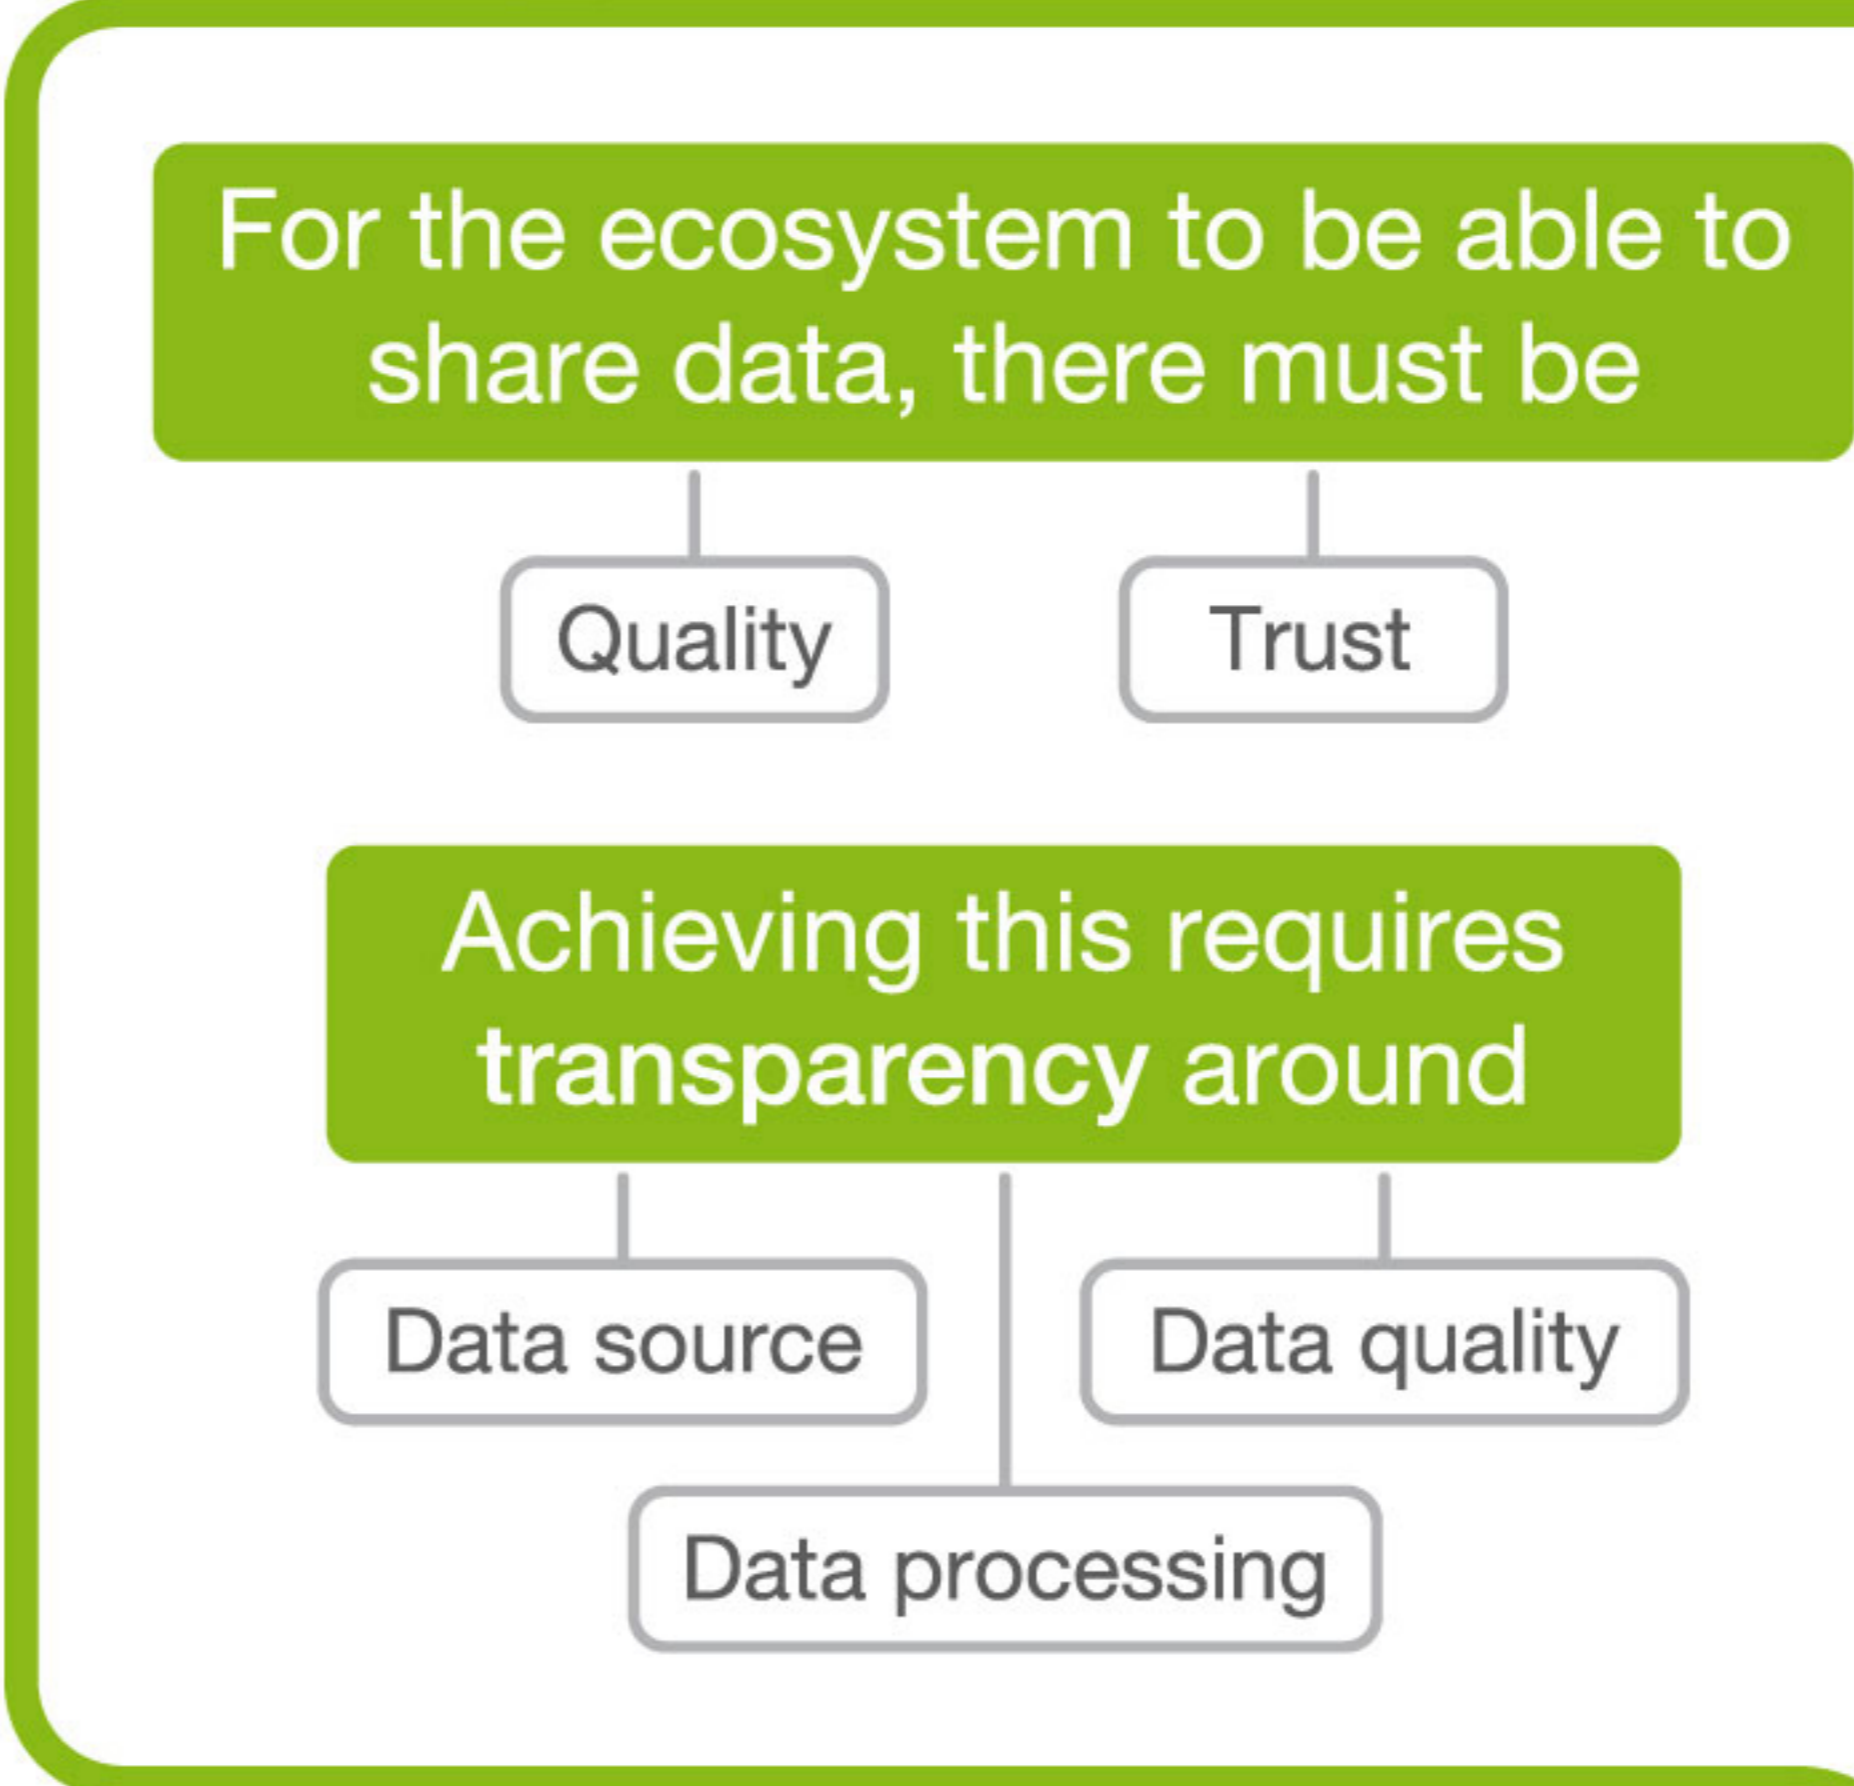 For the ecosystem to be able to
share data, there must be
Quality
Trust
Achieving this requires
transparency around
Data source
Data quality
Data processing